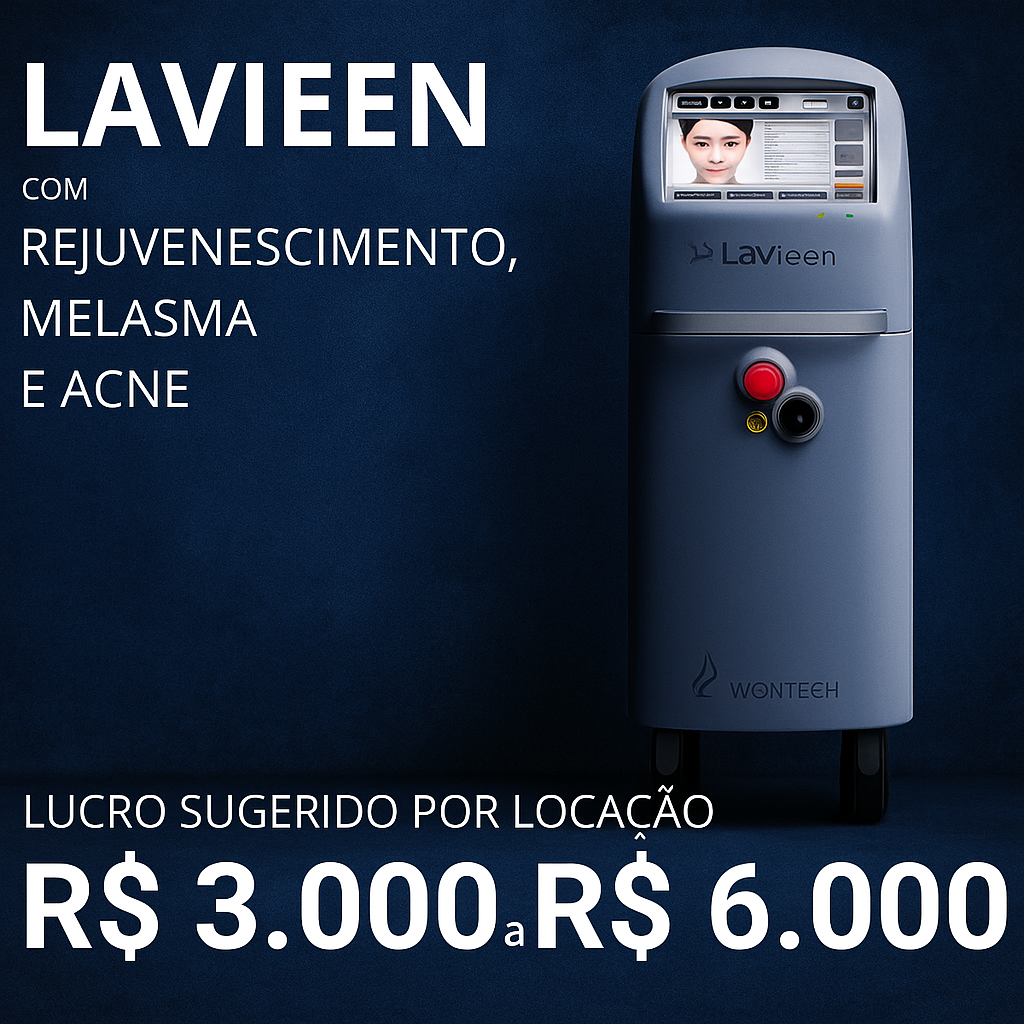 LAVIEEN
COM
REJUVENESCIMENTO,
MELASMA
E ACNE
LAVieen
WONTECH
LUCRO SUGERIDO POR LOCAÇÃO
R$ 3.000 a R$ 6.000